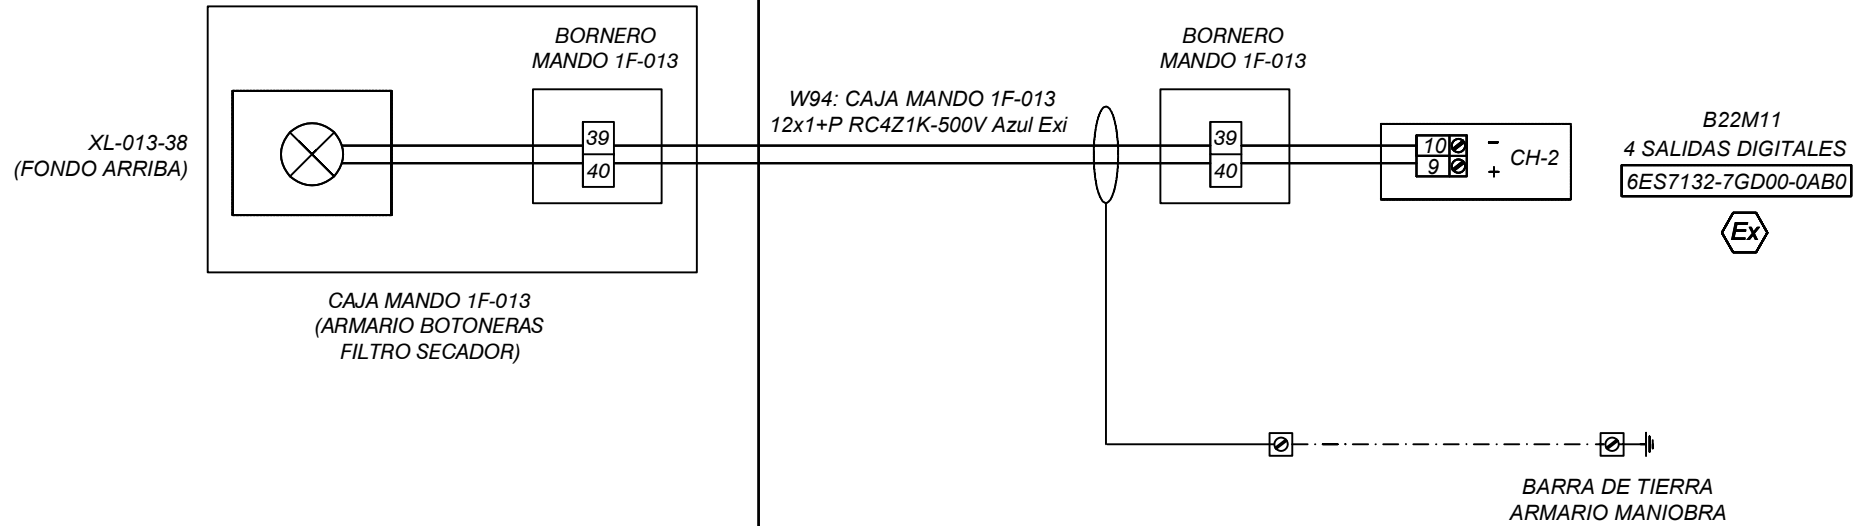 XL-013-38
(FONDO ARRIBA)
BORNERO
MANDO 1F-013
39
40
CAJA MANDO 1F-013
(ARMARIO BOTONERAS
FILTRO SECADOR)
W94: CAJA MANDO 1F-013
12x1+P RC4Z1K-500V Azul Exi
BORNERO
MANDO 1F-013
39
40
10 - 
9 +
CH-2
B22M11
4 SALIDAS DIGITALES
6ES7132-7GD00-0AB0
Ex
BARRA DE TIERRA
ARMARIO MANIOBRA